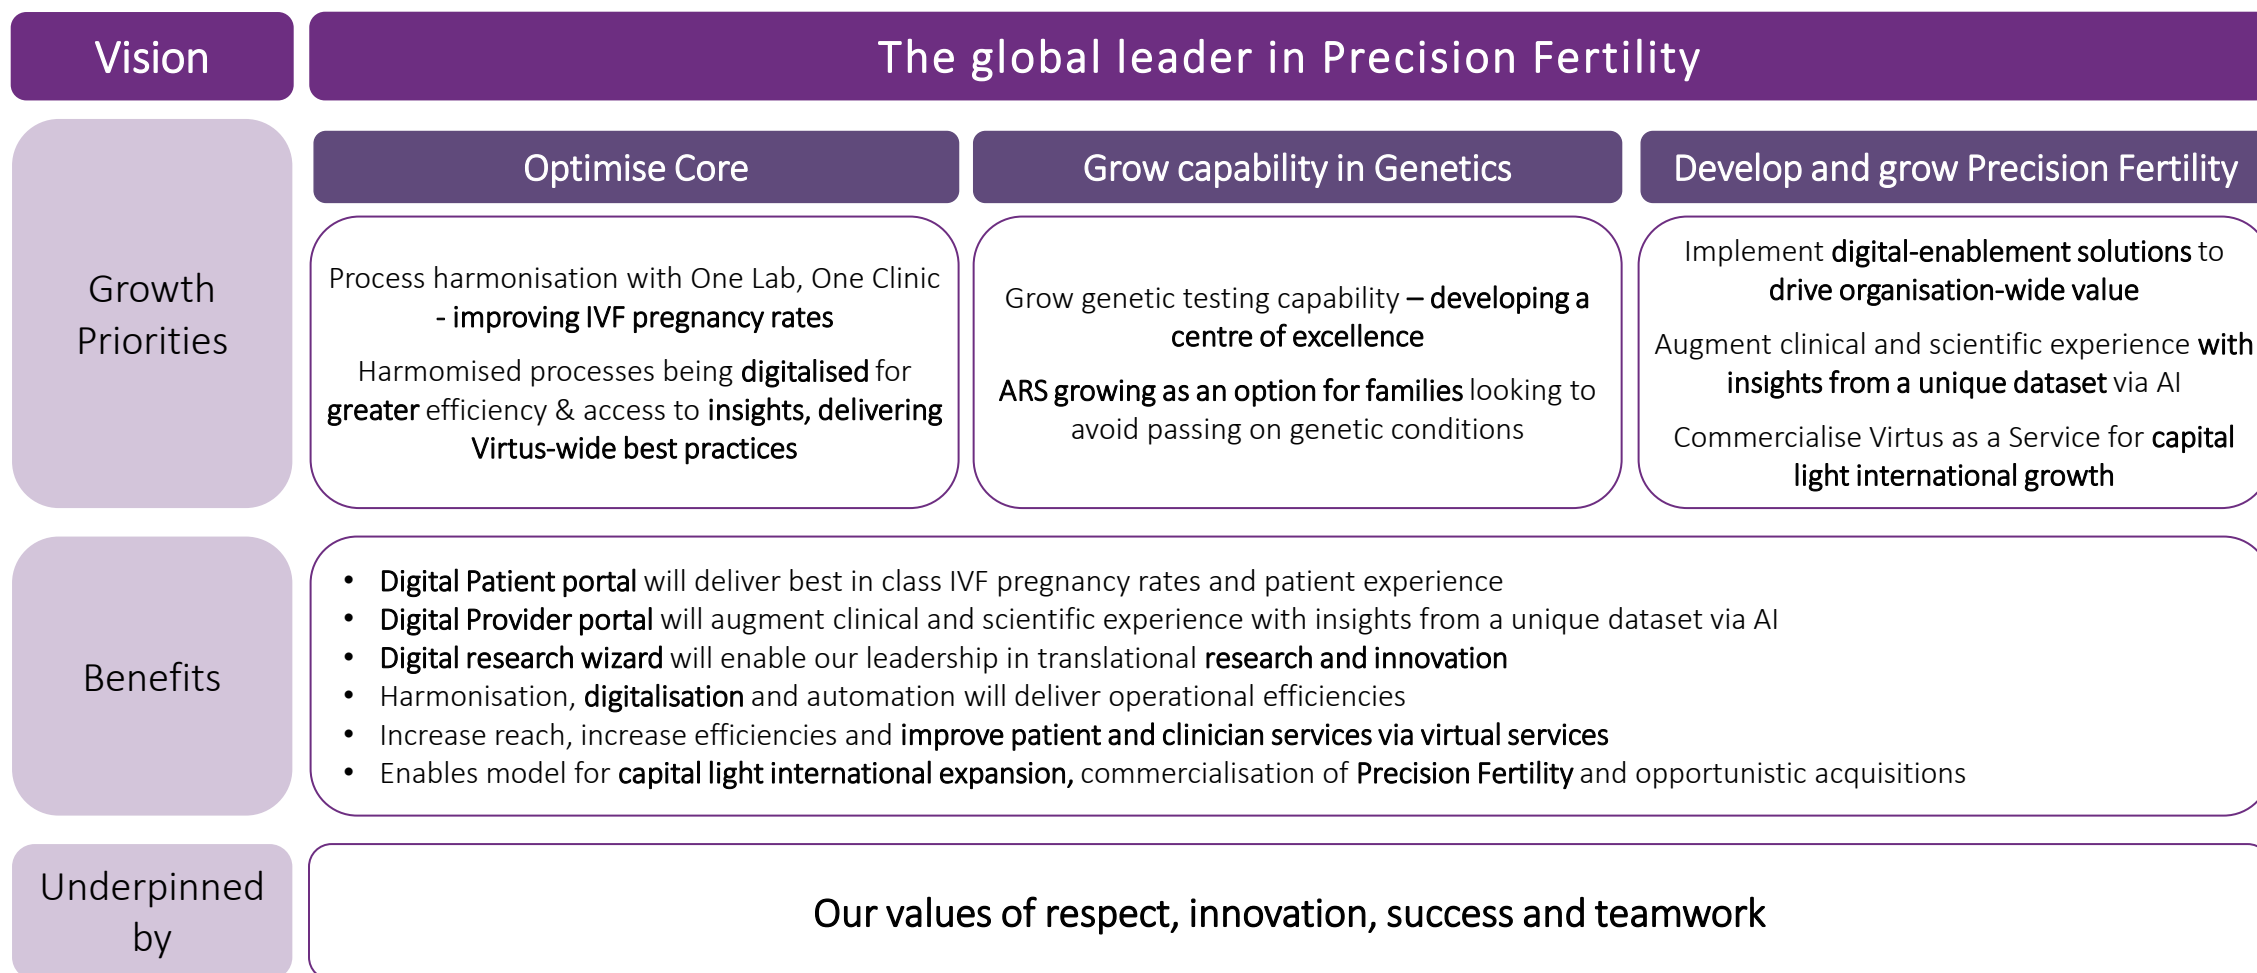 Vision
The global leader in Precision Fertility
Growth
Priorities
Optimise Core
Process harmonisation with One Lab, One Clinic
- improving IVF pregnancy rates
Harmomised processes being digitalised for
greater efficiency & access to insights, delivering
Virtus-wide best practices
Grow capability in Genetics
Grow genetic testing capability – developing a
centre of excellence
ARS growing as an option for families looking to
avoid passing on genetic conditions
Develop and grow Precision Fertility
Implement digital-enablement solutions to
drive organisation-wide value
Augment clinical and scientific experience with
insights from a unique dataset via AI
Commercialise Virtus as a Service for capital
light international growth
Benefits
• Digital Patient portal will deliver best in class IVF pregnancy rates and patient experience
• Digital Provider portal will augment clinical and scientific experience with insights from a unique dataset via AI
• Digital research wizard will enable our leadership in translational research and innovation
• Harmonisation, digitalisation and automation will deliver operational efficiencies
• Increase reach, increase efficiencies and improve patient and clinician services via virtual services
• Enables model for capital light international expansion, commercialisation of Precision Fertility and opportunistic acquisitions
Underpinned
by
Our values of respect, innovation, success and teamwork